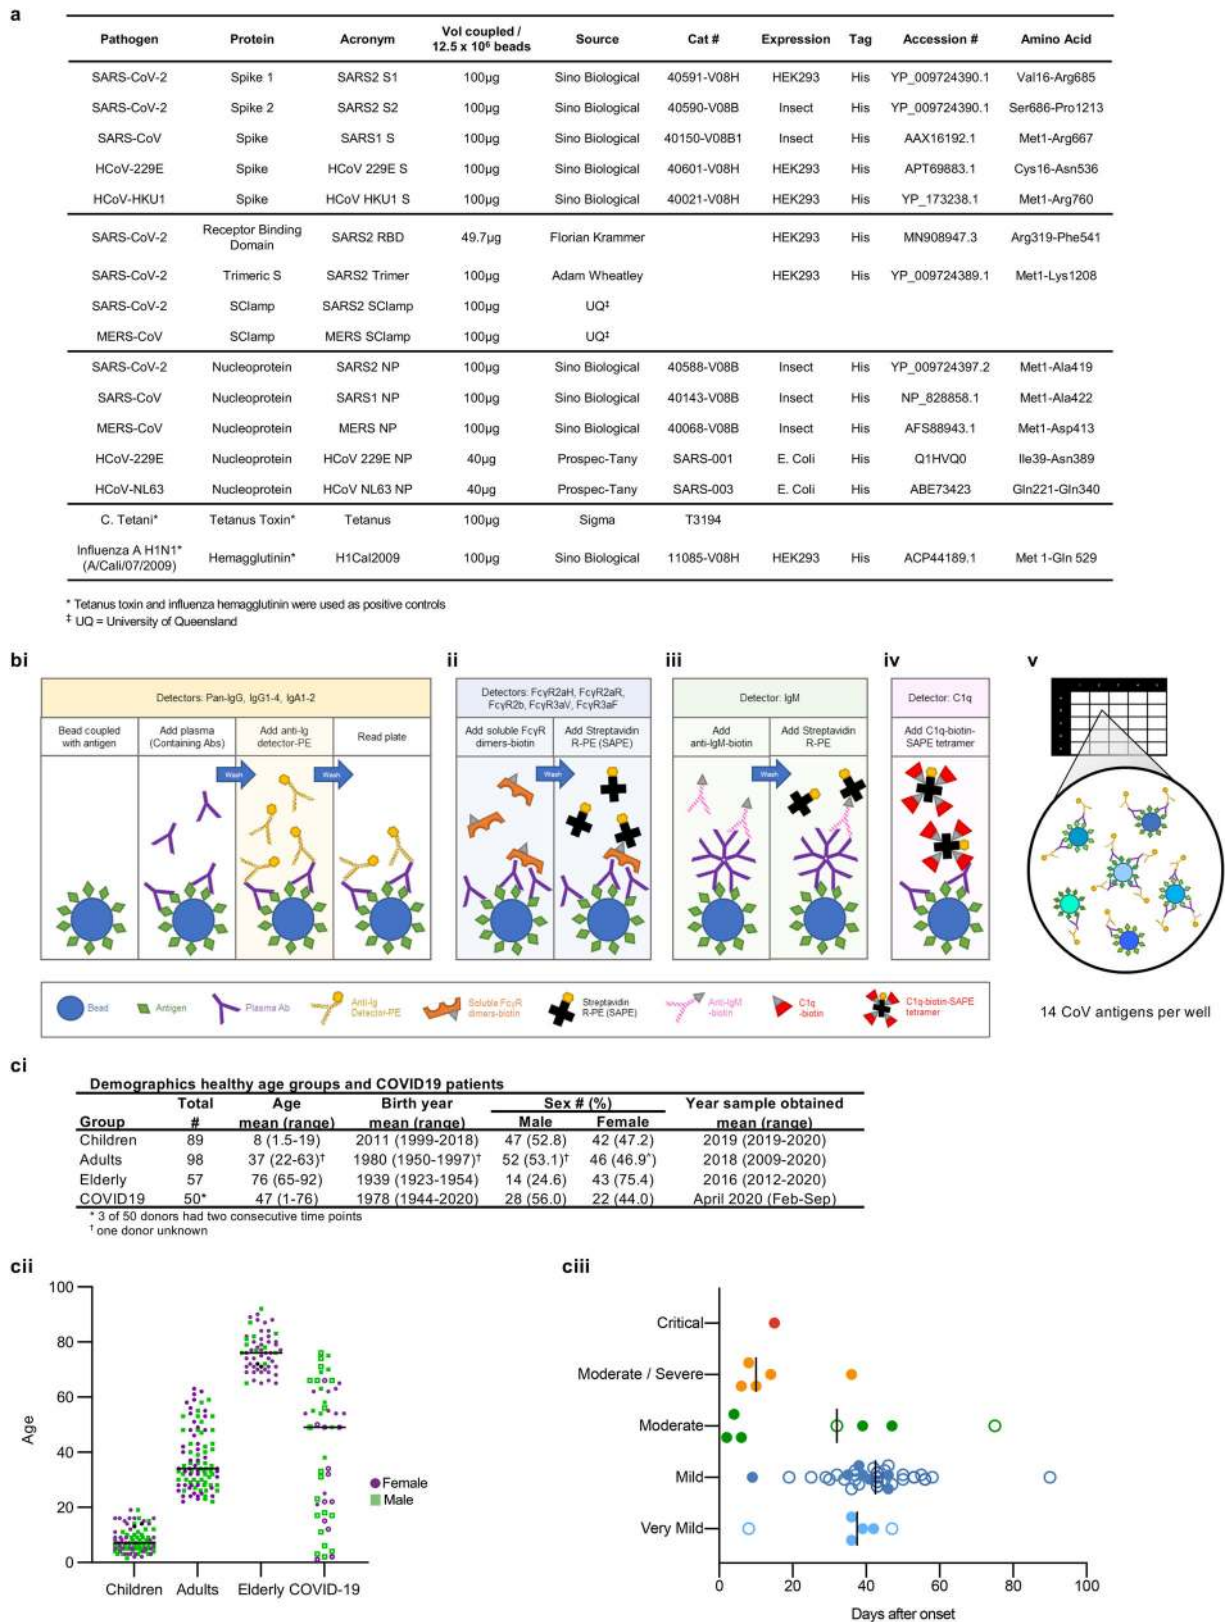 a
Pathogen Protein Acronym Vol coupled / 12.5 x 10⁶ beads Source Cat # Expression Tag Accession # Amino Acid
SARS-CoV-2 Spike 1 SARS2 S1 100µg Sino Biological 40591-V08H HEK293 His YP_009724390.1 Val16-Arg685
SARS-CoV-2 Spike 2 SARS2 S2 100µg Sino Biological 40590-V08B Insect His YP_009724390.1 Ser686-Pro1213
SARS-CoV Spike SARS1 S 100µg Sino Biological 40150-V08B1 Insect His AAX16192.1 Met1-Arg667
HCoV-229E Spike HCoV 229E S 100µg Sino Biological 40601-V08H HEK293 His APT69883.1 Cys16-Asn536
HCoV-HKU1 Spike HCoV HKU1 S 100µg Sino Biological 40021-V08H HEK293 His YP_173238.1 Met1-Arg760
SARS-CoV-2 Receptor Binding Domain SARS2 RBD 49.7µg Florian Krammer HEK293 His MN908947.3 Arg319-Phe541
SARS-CoV-2 Trimeric S SARS2 Trimer 100µg Adam Wheatley HEK293 His YP_009724389.1 Met1-Lys1208
SARS-CoV-2 SClamp SARS2 SClamp 100µg UQ‡
MERS-CoV SClamp MERS SClamp 100µg UQ‡
SARS-CoV-2 Nucleoprotein SARS2 NP 100µg Sino Biological 40588-V08B Insect His YP_009724397.2 Met1-Ala419
SARS-CoV Nucleoprotein SARS1 NP 100µg Sino Biological 40143-V08B Insect His NP_828858.1 Met1-Ala422
MERS-CoV Nucleoprotein MERS NP 100µg Sino Biological 40068-V08B Insect His AFS88943.1 Met1-Asp413
HCoV-229E Nucleoprotein HCoV 229E NP 40µg Prospec-Tany SARS-001 E. Coli His Q1HVQ0 Ile39-Asn389
HCoV-NL63 Nucleoprotein HCoV NL63 NP 40µg Prospec-Tany SARS-003 E. Coli His ABE73423 Gln221-Gln340
C. Tetani* Tetanus Toxin* Tetanus 100µg Sigma T3194
Influenza A H1N1* (A/Cali/07/2009) Hemagglutinin* H1Cal2009 100µg Sino Biological 11085-V08H HEK293 His ACP44189.1 Met 1-Gln 529
* Tetanus toxin and influenza hemagglutinin were used as positive controls
‡ UQ = University of Queensland
bi
Detectors: Pan-IgG, IgG1-4, IgA1-2
Bead coupled with antigen
Add plasma (Containing Abs)
Add anti-Ig detector-PE
Read plate
Wash
Wash
ii
Detectors: FcγR2aH, FcγR2aR, FcγR2b, FcγR3aV, FcγR3aF
Add soluble FcγR dimers-biotin
Add Streptavidin R-PE (SAPE)
Wash
iii
Detector: IgM
Add anti-IgM-biotin
Add Streptavidin R-PE
Wash
iv
Detector: C1q
Add C1q-biotin-SAPE tetramer
v
14 CoV antigens per well
Bead
Antigen
Plasma Ab
Anti-Ig Detector-PE
Soluble FcγR dimers-biotin
Streptavidin R-PE (SAPE)
Anti-IgM -biotin
C1q -biotin
C1q-biotin-SAPE tetramer
ci
Demographics healthy age groups and COVID19 patients
Total Age Birth year Sex # (%) Year sample obtained
Group # mean (range) mean (range) Male Female mean (range)
Children 89 8 (1.5-19) 2011 (1999-2018) 47 (52.8) 42 (47.2) 2019 (2019-2020)
Adults 98 37 (22-63)† 1980 (1950-1997)† 52 (53.1)† 46 (46.9^) 2018 (2009-2020)
Elderly 57 76 (65-92) 1939 (1923-1954) 14 (24.6) 43 (75.4) 2016 (2012-2020)
COVID19 50* 47 (1-76) 1978 (1944-2020) 28 (56.0) 22 (44.0) April 2020 (Feb-Sep)
* 3 of 50 donors had two consecutive time points
† one donor unknown
cii
Age
100
80
60
40
20
0
Children Adults Elderly COVID-19
Female
Male
ciii
Critical
Moderate / Severe
Moderate
Mild
Very Mild
0 20 40 60 80 100
Days after onset